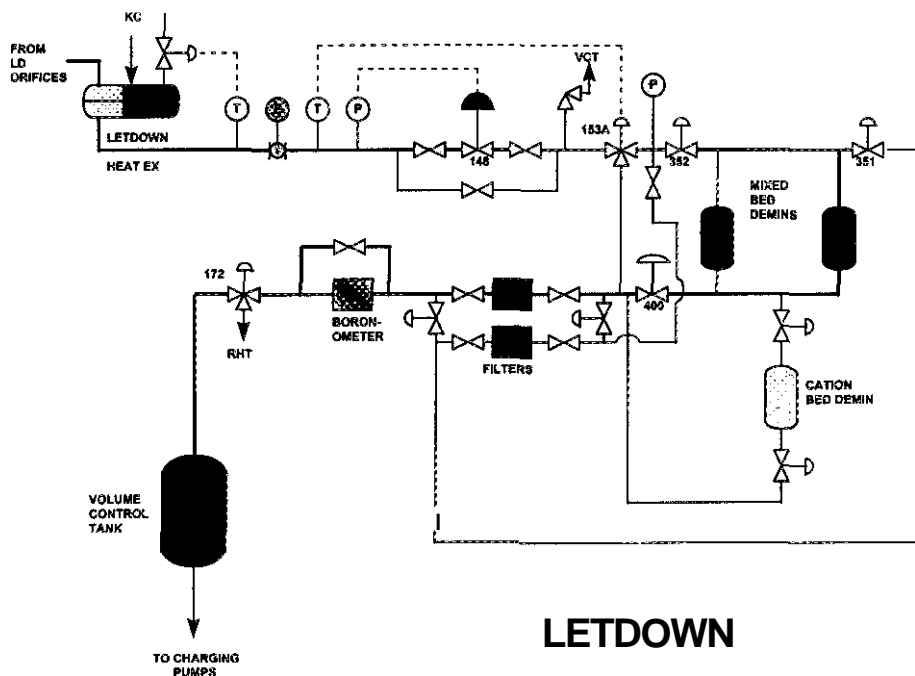 KC
FROM
LD
ORIFICES
VCT
T
T
P
P
153A
LETDOWN
HEAT EX
148
352
351
MIXED
BED
DEMINS
172
RHT
BORON-
OMETER
400
FILTERS
CATION
BED DEMIN
VOLUME
CONTROL
TANK
LETDOWN
TO CHARGING
PUMPS